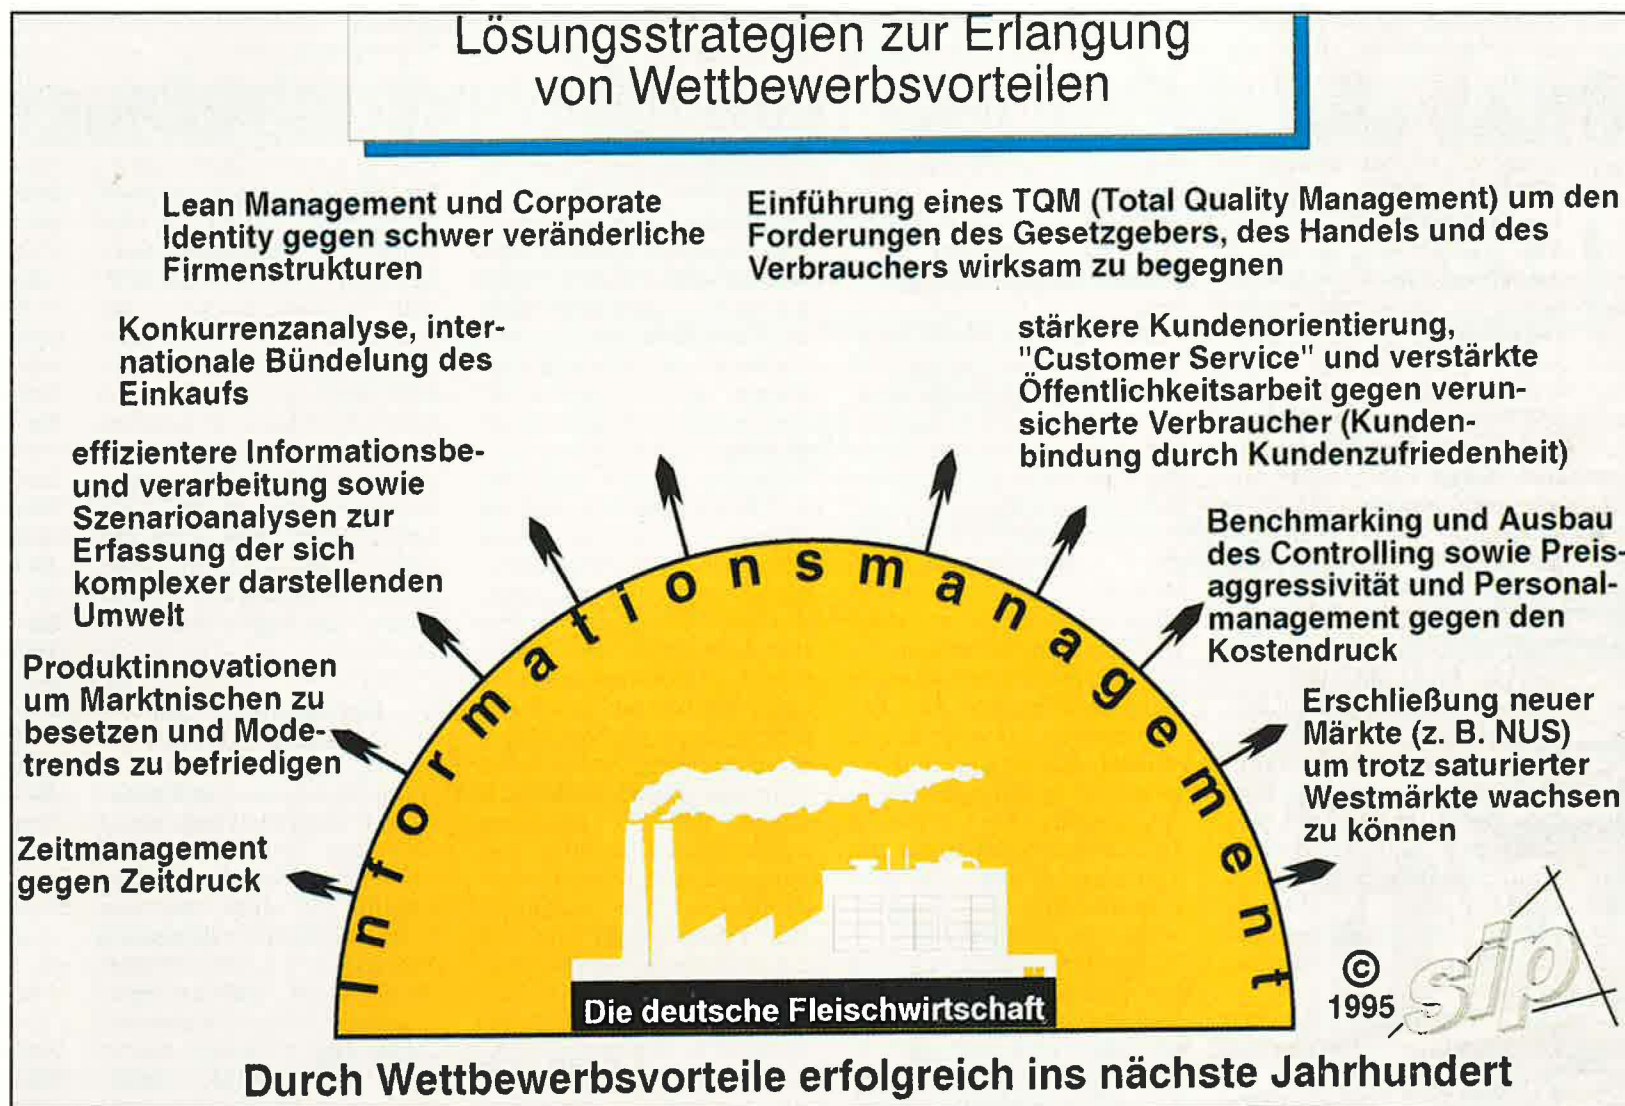 Lösungsstrategien zur Erlangung
von Wettbewerbsvorteilen
Lean Management und Corporate
Identity gegen schwer veränderliche
Firmenstrukturen
Einführung eines TQM (Total Quality Management) um den
Forderungen des Gesetzgebers, des Handels und des
Verbrauchers wirksam zu begegnen
Konkurrenzanalyse, inter-
nationale Bündelung des
Einkaufs
stärkere Kundenorientierung,
"Customer Service" und verstärkte
Öffentlichkeitsarbeit gegen verun-
sicherte Verbraucher (Kunden-
bindung durch Kundenzufriedenheit)
effizientere Informationsbe-
und verarbeitung sowie
Szenarioanalysen zur
Erfassung der sich
komplexer darstellenden
Umwelt
Benchmarking und Ausbau
des Controlling sowie Preis-
aggressivität und Personal-
management gegen den
Kostendruck
Produktinnovationen
um Marktnischen zu
besetzen und Mode-
trends zu befriedigen
Erschließung neuer
Märkte (z. B. NUS)
um trotz saturierter
Westmärkte wachsen
zu können
Zeitmanagement
gegen Zeitdruck
Informationsmanagement
Die deutsche Fleischwirtschaft
©
1995
sip
Durch Wettbewerbsvorteile erfolgreich ins nächste Jahrhundert